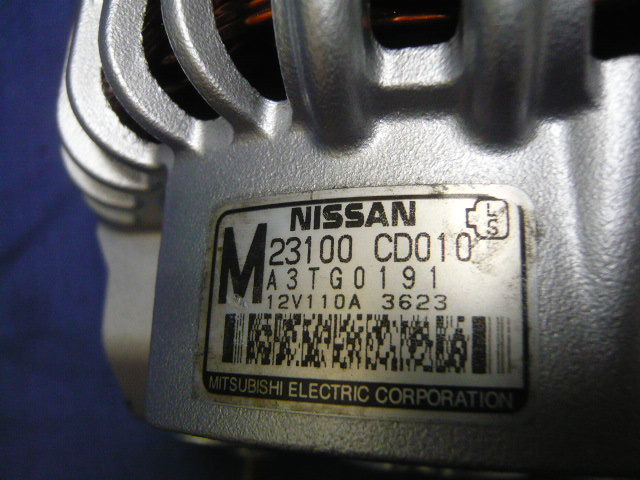 NISSAN
M 23100 CD010 L S
A3TG0191
12V110A 3623
MITSUBISHI ELECTRIC CORPORATION